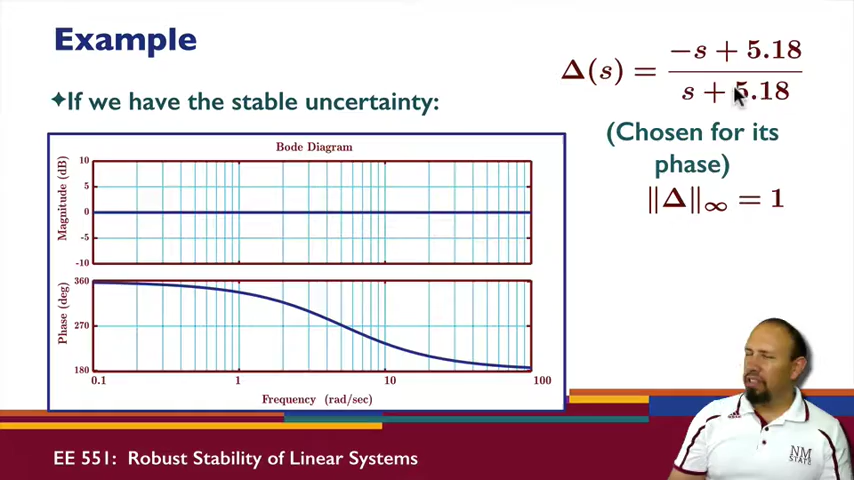 Example
✦If we have the stable uncertainty:
Δ(s) = (−s + 5.18) / (s + 5.18)
(Chosen for its
phase)
‖Δ‖∞ = 1
Bode Diagram
Magnitude (dB)
10
5
0
-5
-10
Phase (deg)
360
270
180
0.1 1 10 100
Frequency (rad/sec)
NM
STATE
EE 551: Robust Stability of Linear Systems